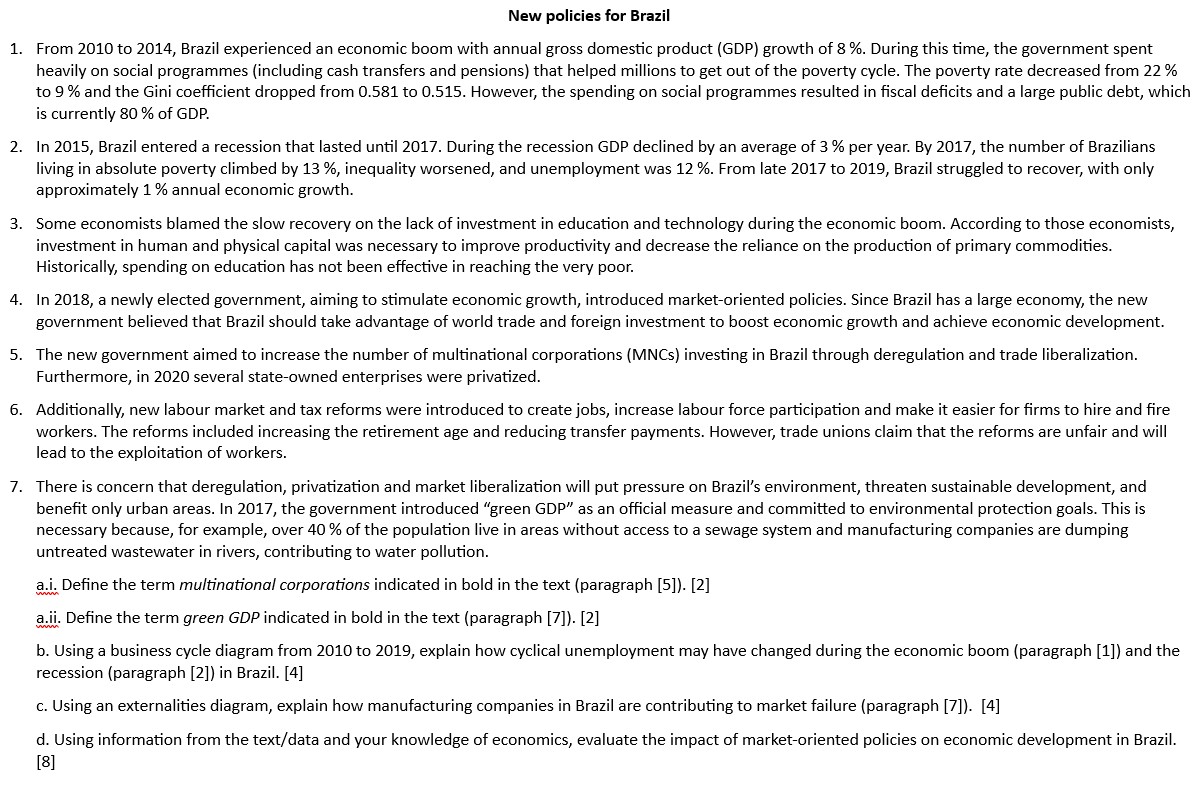 New policies for Brazil
1. From 2010 to 2014, Brazil experienced an economic boom with annual gross domestic product (GDP) growth of 8 %. During this time, the government spent
heavily on social programmes (including cash transfers and pensions) that helped millions to get out of the poverty cycle. The poverty rate decreased from 22 %
to 9 % and the Gini coefficient dropped from 0.581 to 0.515. However, the spending on social programmes resulted in fiscal deficits and a large public debt, which
is currently 80 % of GDP.
2. In 2015, Brazil entered a recession that lasted until 2017. During the recession GDP declined by an average of 3 % per year. By 2017, the number of Brazilians
living in absolute poverty climbed by 13 %, inequality worsened, and unemployment was 12 %. From late 2017 to 2019, Brazil struggled to recover, with only
approximately 1 % annual economic growth.
3. Some economists blamed the slow recovery on the lack of investment in education and technology during the economic boom. According to those economists,
investment in human and physical capital was necessary to improve productivity and decrease the reliance on the production of primary commodities.
Historically, spending on education has not been effective in reaching the very poor.
4. In 2018, a newly elected government, aiming to stimulate economic growth, introduced market-oriented policies. Since Brazil has a large economy, the new
government believed that Brazil should take advantage of world trade and foreign investment to boost economic growth and achieve economic development.
5. The new government aimed to increase the number of multinational corporations (MNCs) investing in Brazil through deregulation and trade liberalization.
Furthermore, in 2020 several state-owned enterprises were privatized.
6. Additionally, new labour market and tax reforms were introduced to create jobs, increase labour force participation and make it easier for firms to hire and fire
workers. The reforms included increasing the retirement age and reducing transfer payments. However, trade unions claim that the reforms are unfair and will
lead to the exploitation of workers.
7. There is concern that deregulation, privatization and market liberalization will put pressure on Brazil's environment, threaten sustainable development, and
benefit only urban areas. In 2017, the government introduced “green GDP” as an official measure and committed to environmental protection goals. This is
necessary because, for example, over 40 % of the population live in areas without access to a sewage system and manufacturing companies are dumping
untreated wastewater in rivers, contributing to water pollution.
a.i. Define the term multinational corporations indicated in bold in the text (paragraph [5]). [2]
a.ii. Define the term green GDP indicated in bold in the text (paragraph [7]). [2]
b. Using a business cycle diagram from 2010 to 2019, explain how cyclical unemployment may have changed during the economic boom (paragraph [1]) and the
recession (paragraph [2]) in Brazil. [4]
c. Using an externalities diagram, explain how manufacturing companies in Brazil are contributing to market failure (paragraph [7]). [4]
d. Using information from the text/data and your knowledge of economics, evaluate the impact of market-oriented policies on economic development in Brazil.
[8]